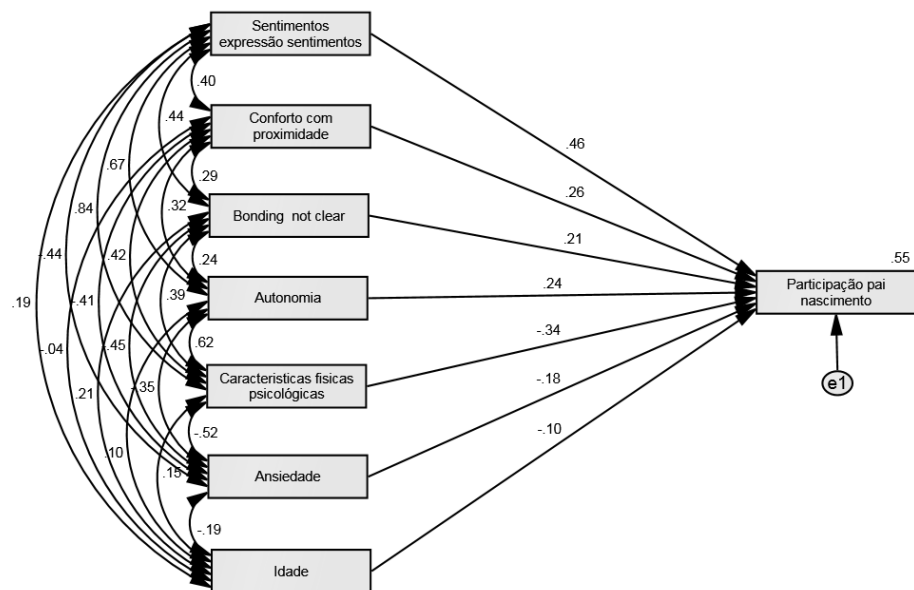 Sentimentos
expressão sentimentos
.40
.44
Conforto com
proximidade
.46
.67
.29
.26
.84
.32
Bonding not clear
.21
-.44
.42
.24
.55
.19
-.41
.39
Autonomia
.24
Participação pai
nascimento
-.04
-.45
.62
-.34
.21
-.35
Caracteristicas fisicas
psicológicas
-.18
e1
.10
.15
-.52
-.10
Ansiedade
-.19
Idade